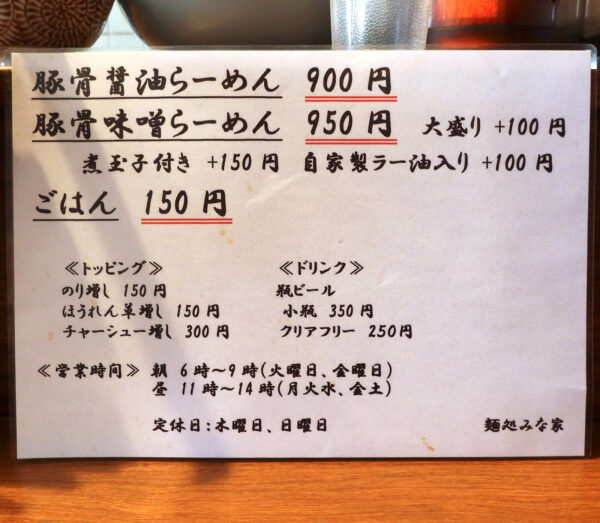 豚骨醤油らーめん 900円
豚骨味噌らーめん 950円 大盛り +100円
煮玉子付き +150円 自家製ラー油入り +100円
ごはん 150円
≪トッピング≫ ≪ドリンク≫
のり増し 150円 瓶ビール
ほうれん草増し 150円 小瓶 350円
チャーシュー増し 300円 クリアフリー 250円
≪営業時間≫ 朝 6時～9時(火曜日、金曜日)
昼 11時～14時(月火水、金土)
定休日:木曜日、日曜日 麺処みな家